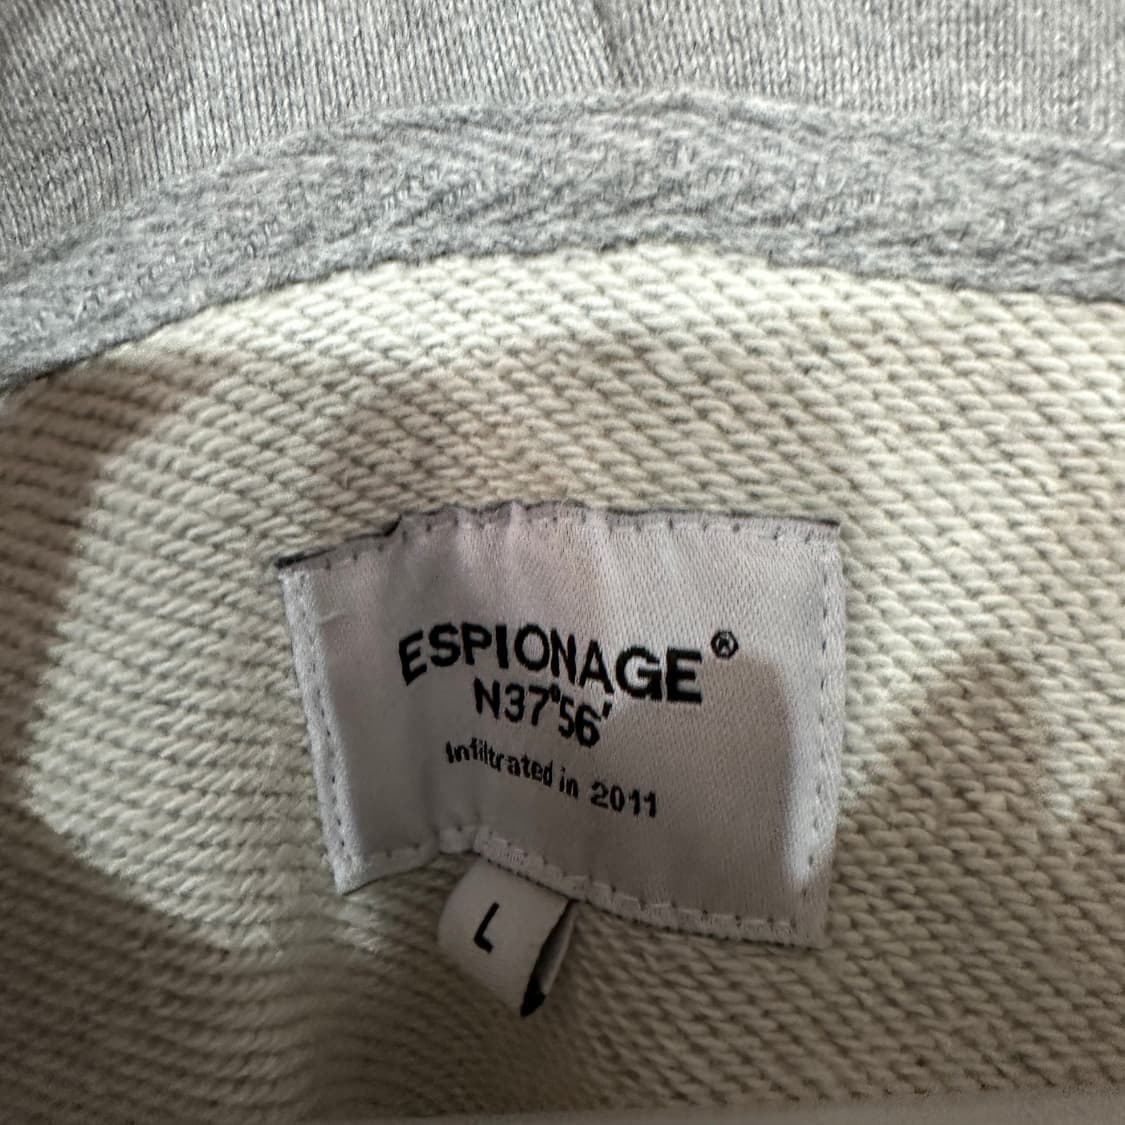 ESPIONAGE®
N37°56'
Infiltrated in 2011
L